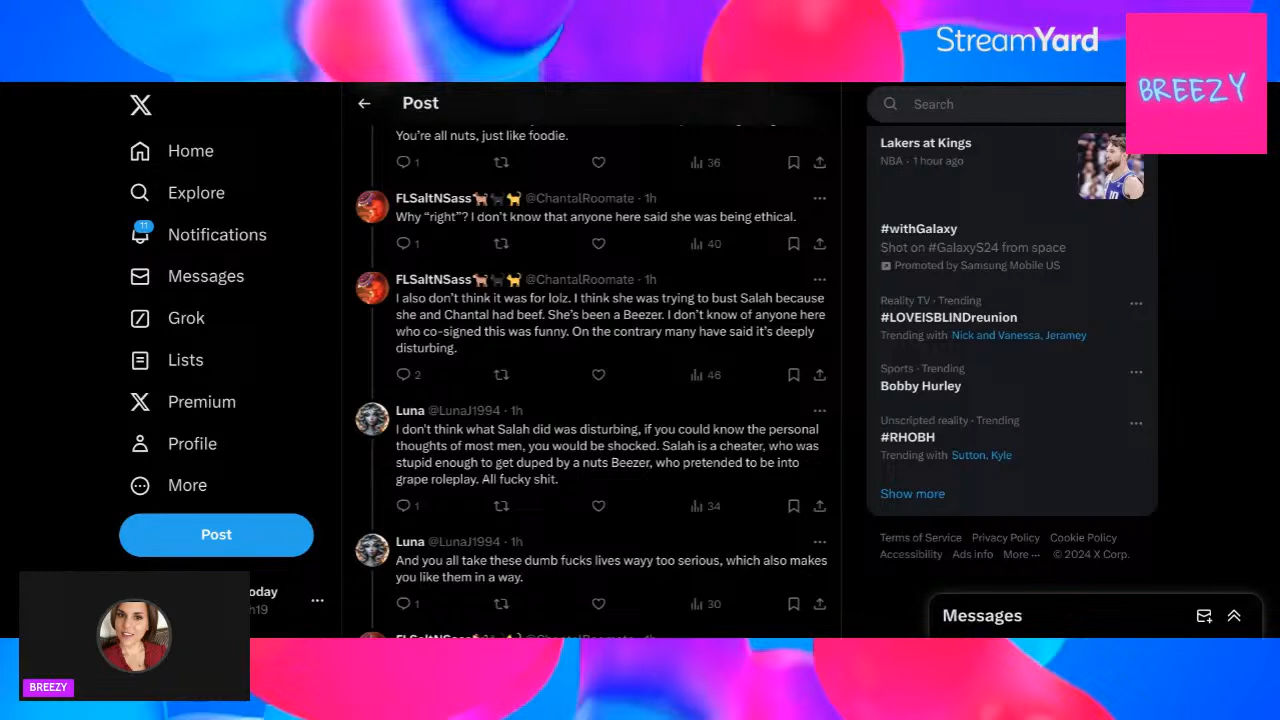 StreamYard
BREEZY
Post
Search
Home
Explore
11
Notifications
Messages
Grok
Lists
Premium
Profile
More
Post
oday
h19
BREEZY
You're all nuts, just like foodie.
1
36
FLSaltNSass @ChantalRoomate · 1h
Why “right”? I don’t know that anyone here said she was being ethical.
1
40
FLSaltNSass @ChantalRoomate · 1h
I also don’t think it was for lolz. I think she was trying to bust Salah because
she and Chantal had beef. She’s been a Beezer. I don’t know of anyone here
who co-signed this was funny. On the contrary many have said it’s deeply
disturbing.
2
46
Luna @LunaJ1994 · 1h
I don't think what Salah did was disturbing, if you could know the personal
thoughts of most men, you would be shocked. Salah is a cheater, who was
stupid enough to get duped by a nuts Beezer, who pretended to be into
grape roleplay. All fucky shit.
1
34
Luna @LunaJ1994 · 1h
And you all take these dumb fucks lives wayy too serious, which also makes
you like them in a way.
1
30
Lakers at Kings
NBA · 1 hour ago
#withGalaxy
Shot on #GalaxyS24 from space
Promoted by Samsung Mobile US
Reality TV · Trending
#LOVEISBLINDreunion
Trending with Nick and Vanessa, Jeramey
Sports · Trending
Bobby Hurley
Unscripted reality · Trending
#RHOBH
Trending with Sutton, Kyle
Show more
Terms of Service Privacy Policy Cookie Policy
Accessibility Ads info More ··· © 2024 X Corp.
Messages